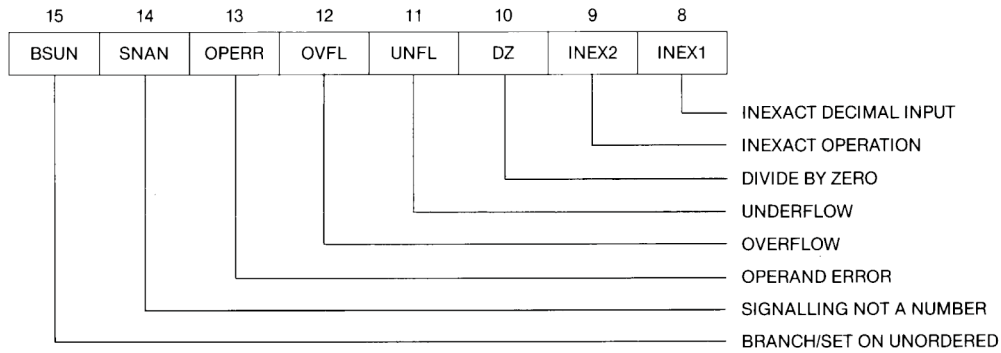 15 14 13 12 11 10 9 8
BSUN SNAN OPERR OVFL UNFL DZ INEX2 INEX1
INEXACT DECIMAL INPUT
INEXACT OPERATION
DIVIDE BY ZERO
UNDERFLOW
OVERFLOW
OPERAND ERROR
SIGNALLING NOT A NUMBER
BRANCH/SET ON UNORDERED